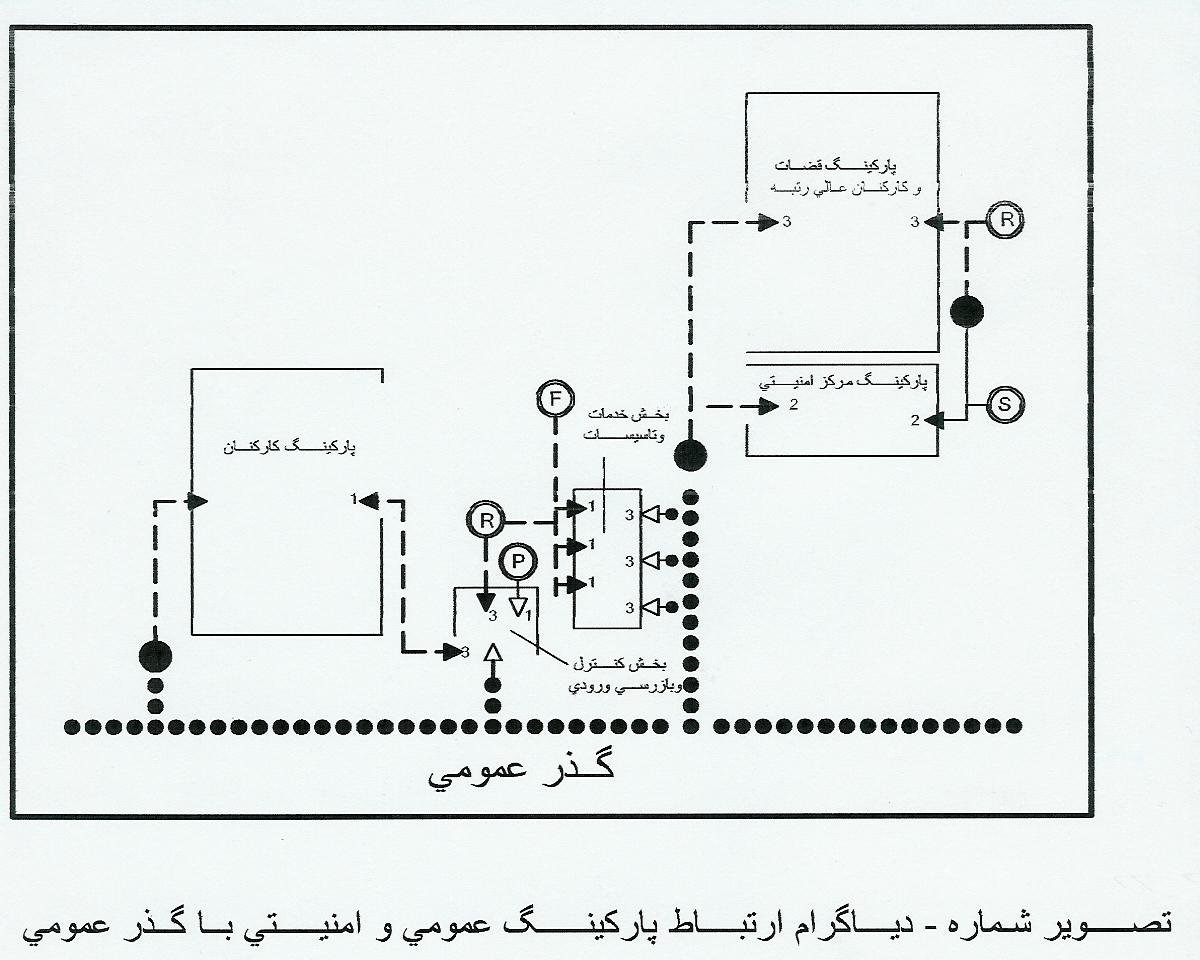 پارکینگ قضات
و کارکنان عالي رتبه
3
3
R
پارکینگ مرکز امنیتي
2
2
S
F
بخش خدمات
وتاسیسات
پارکینگ کارکنان
1
R
P
1
1
1
3
3
3
3
1
3
بخش کنترل
وبازرسي ورودي
گذر عمومي
تصویر شماره - دیاگرام ارتباط پارکینگ عمومي و امنیتي با گذر عمومي